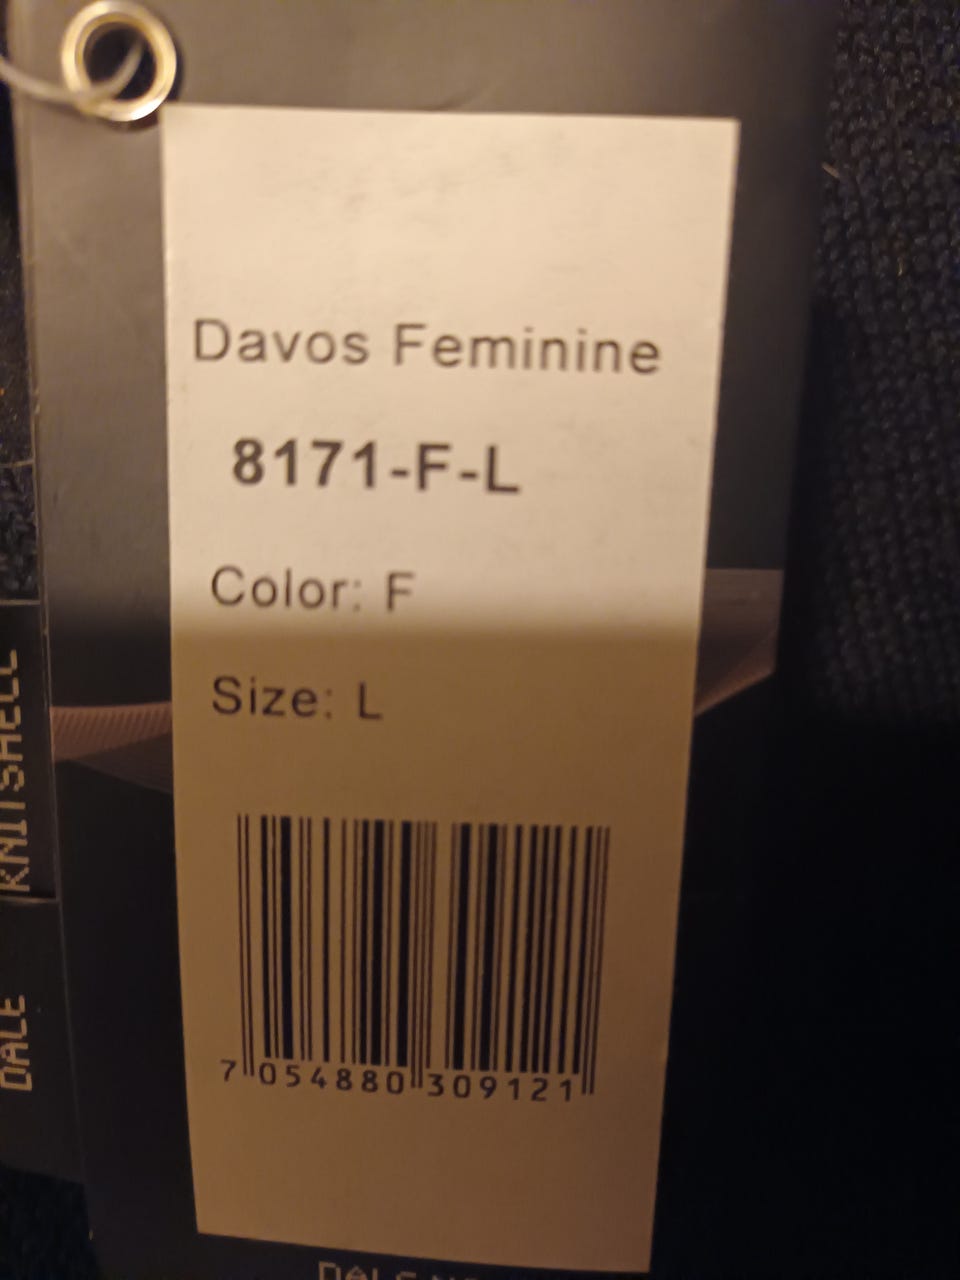 Davos Feminine
8171-F-L
Color: F
Size: L
7 054880 309121
KNITSHELL
DALE